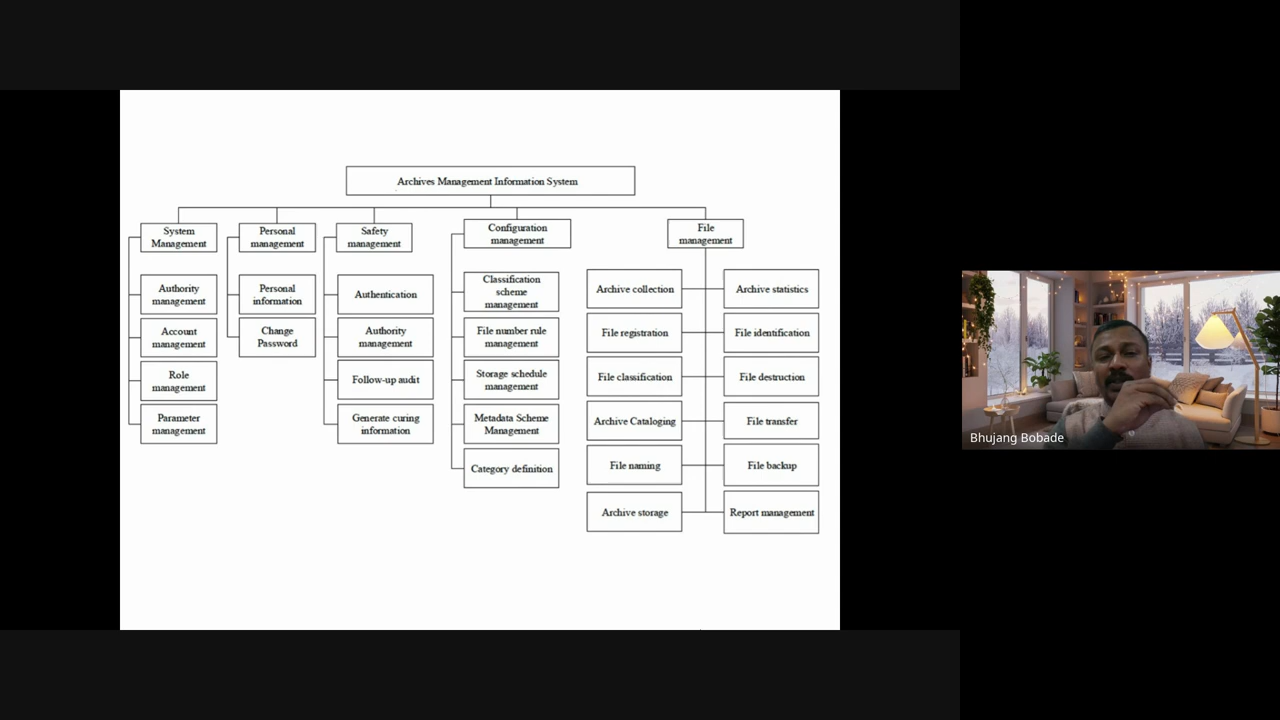 Archives Management Information System
System
Management
Personal
management
Safety
management
Configuration
management
File
management
Authority
management
Account
management
Role
management
Parameter
management
Personal
information
Change
Password
Authentication
Authority
management
Follow-up audit
Generate curing
information
Classification
scheme
management
File number rule
management
Storage schedule
management
Metadata Scheme
Management
Category definition
Archive collection
File registration
File classification
Archive Cataloging
File naming
Archive storage
Archive statistics
File identification
File destruction
File transfer
File backup
Report management
Bhujang Bobade